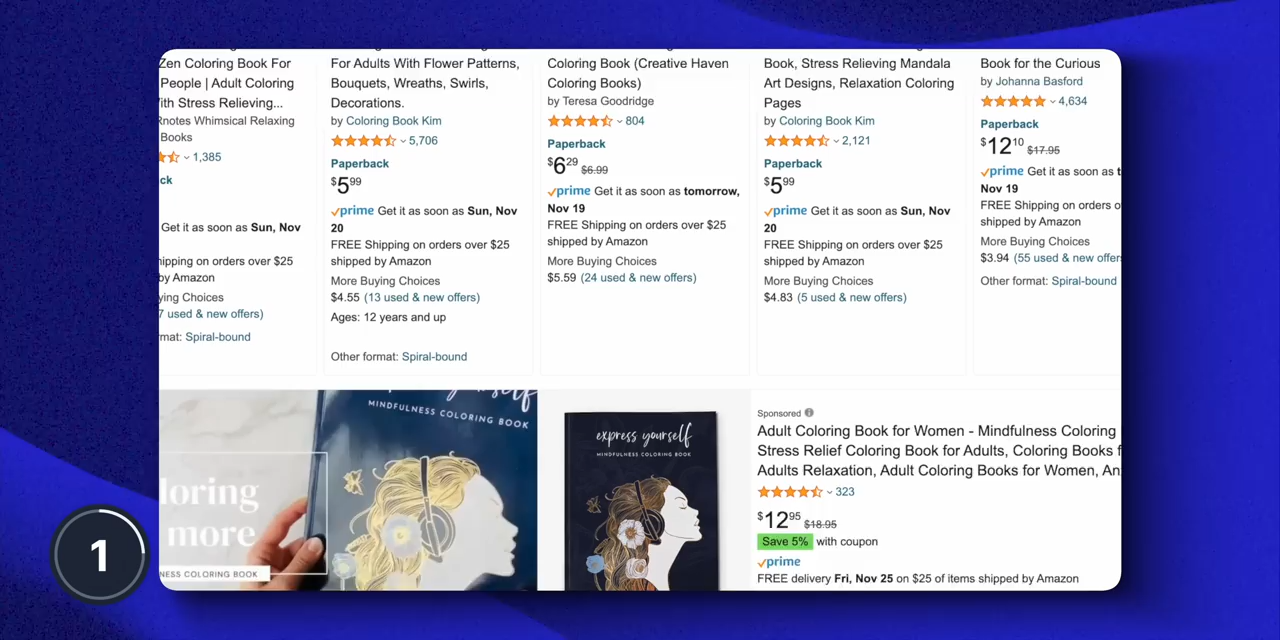 Zen Coloring Book For
People | Adult Coloring
ith Stress Relieving...
notes Whimsical Relaxing
Books
1,385
ck
Get it as soon as Sun, Nov
ipping on orders over $25
by Amazon
ying Choices
7 used & new offers)
mat: Spiral-bound
For Adults With Flower Patterns,
Bouquets, Wreaths, Swirls,
Decorations.
by Coloring Book Kim
5,706
Paperback
$5.99
prime Get it as soon as Sun, Nov
20
FREE Shipping on orders over $25
shipped by Amazon
More Buying Choices
$4.55 (13 used & new offers)
Ages: 12 years and up
Other format: Spiral-bound
Coloring Book (Creative Haven
Coloring Books)
by Teresa Goodridge
804
Paperback
$6.29 $6.99
prime Get it as soon as tomorrow,
Nov 19
FREE Shipping on orders over $25
shipped by Amazon
More Buying Choices
$5.59 (24 used & new offers)
Book, Stress Relieving Mandala
Art Designs, Relaxation Coloring
Pages
by Coloring Book Kim
2,121
Paperback
$5.99
prime Get it as soon as Sun, Nov
20
FREE Shipping on orders over $25
shipped by Amazon
More Buying Choices
$4.83 (5 used & new offers)
Book for the Curious
by Johanna Basford
4,634
Paperback
$12.10 $17.95
prime Get it as soon as t
Nov 19
FREE Shipping on orders o
shipped by Amazon
More Buying Choices
$3.94 (55 used & new offer
Other format: Spiral-bound
loring
more
NESS COLORING BOOK
MINDFULNESS COLORING BOOK
express yourself
MINDFULNESS COLORING BOOK
Sponsored
Adult Coloring Book for Women - Mindfulness Coloring
Stress Relief Coloring Book for Adults, Coloring Books f
Adults Relaxation, Adult Coloring Books for Women, An
323
$12.95 $18.95
Save 5% with coupon
prime
FREE delivery Fri, Nov 25 on $25 of items shipped by Amazon
1